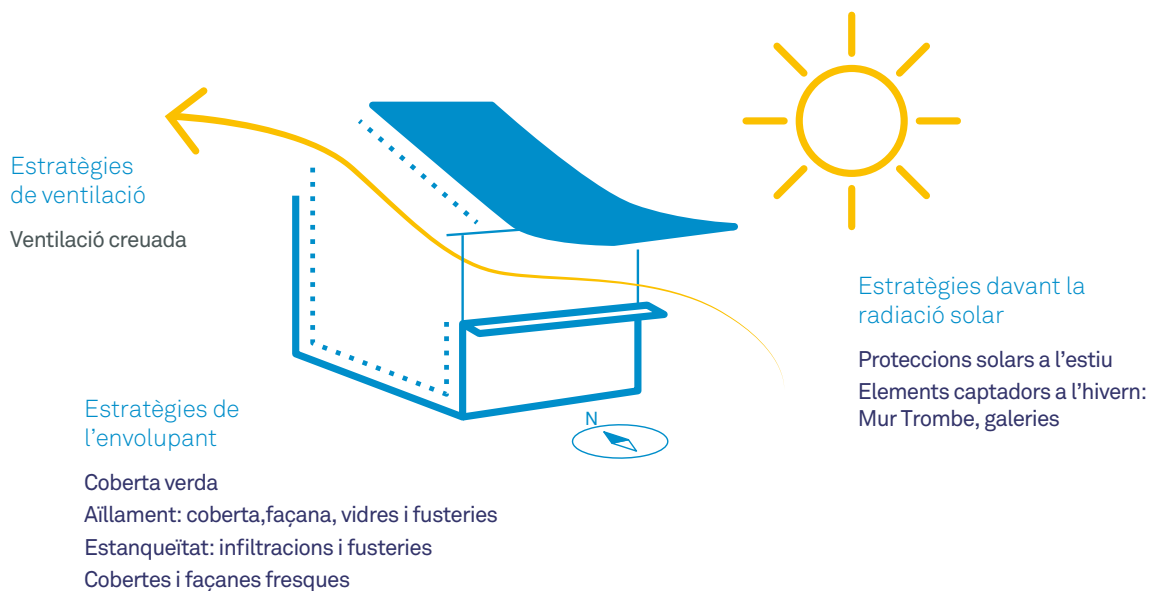 Estratègies
de ventilació
Ventilació creuada
Estratègies davant la
radiació solar
Proteccions solars a l'estiu
Elements captadors a l'hivern:
Mur Trombe, galeries
Estratègies de
l'envolupant
Coberta verda
Aïllament: coberta,façana, vidres i fusteries
Estanqueïtat: infiltracions i fusteries
Cobertes i façanes fresques
N